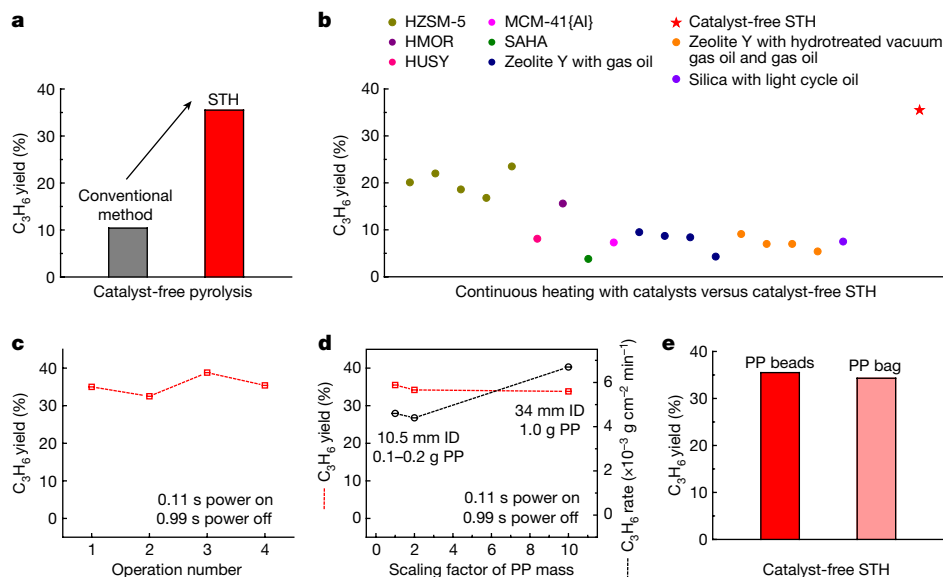 a
40
30
20
10
0
C₃H₆ yield (%)
STH
Conventional
method
Catalyst-free pyrolysis
b
HZSM-5
HMOR
HUSY
MCM-41{Al}
SAHA
Zeolite Y with gas oil
Catalyst-free STH
Zeolite Y with hydrotreated vacuum
gas oil and gas oil
Silica with light cycle oil
40
30
20
10
0
C₃H₆ yield (%)
Continuous heating with catalysts versus catalyst-free STH
c
40
30
20
10
0
C₃H₆ yield (%)
0.11 s power on
0.99 s power off
1 2 3 4
Operation number
d
40
30
20
10
0
C₃H₆ yield (%)
10.5 mm ID
0.1–0.2 g PP
34 mm ID
1.0 g PP
0.11 s power on
0.99 s power off
6
4
2
0
C₃H₆ rate (×10⁻³ g cm⁻² min⁻¹)
0 2 4 6 8 10
Scaling factor of PP mass
e
40
30
20
10
0
C₃H₆ yield (%)
PP beads
PP bag
Catalyst-free STH